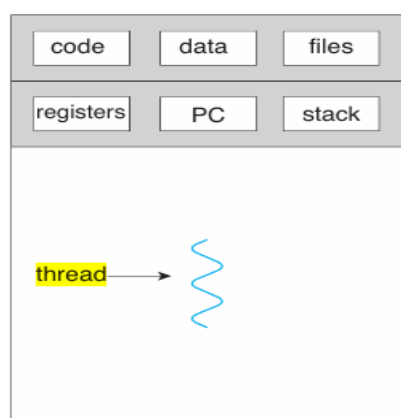 code data files
registers PC stack
thread